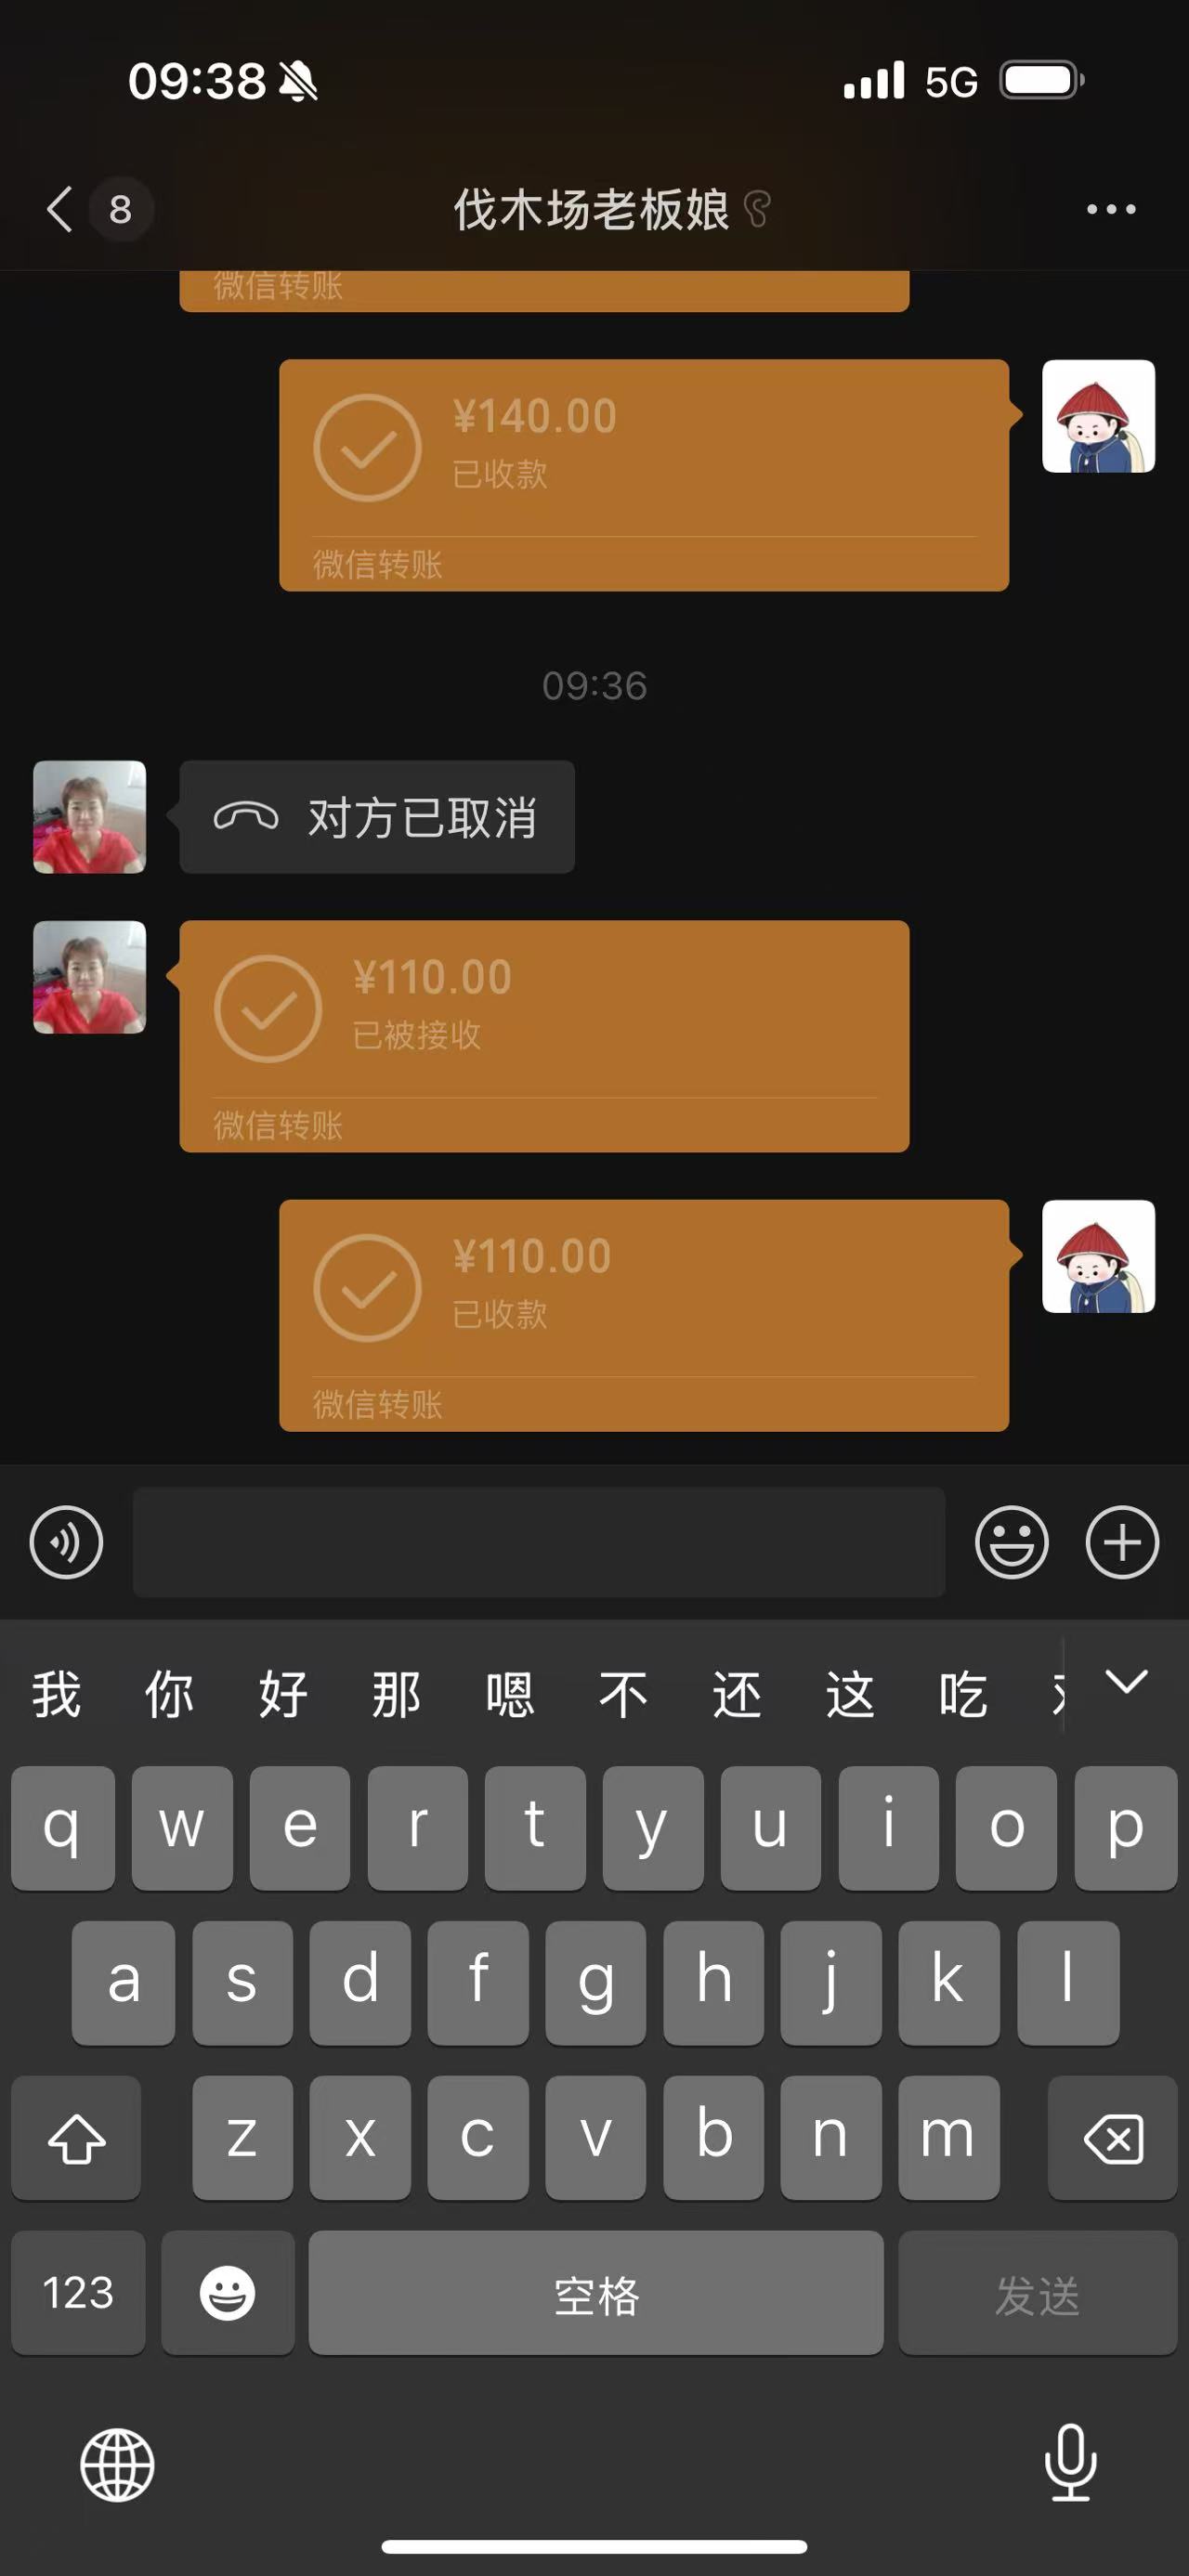 09:38 5G
8 伐木场老板娘
微信转账
¥140.00
已收款
微信转账
09:36
对方已取消
¥110.00
已被接收
微信转账
¥110.00
已收款
微信转账
我 你 好 那 嗯 不 还 这 吃
q w e r t y u i o p
a s d f g h j k l
z x c v b n m
123 空格 发送